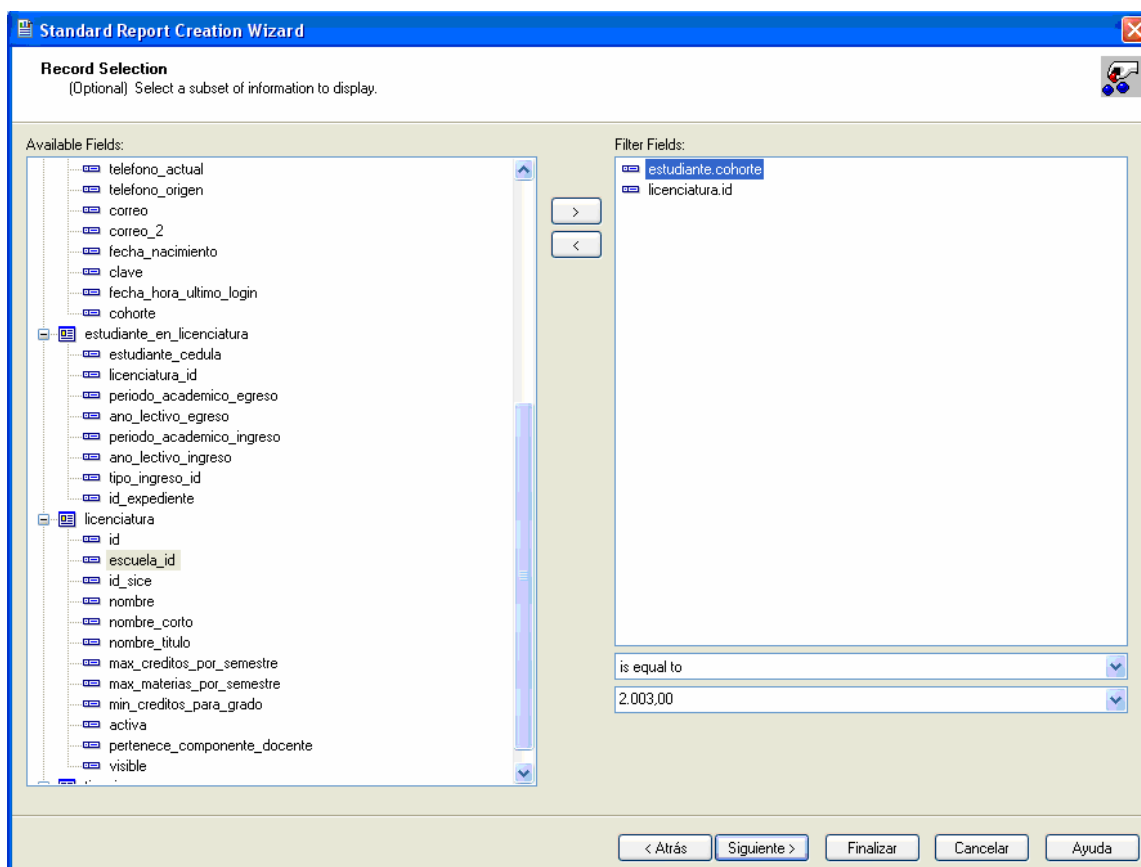 Standard Report Creation Wizard
Record Selection
(Optional) Select a subset of information to display.
Available Fields:
telefono_actual
telefono_origen
correo
correo_2
fecha_nacimiento
clave
fecha_hora_ultimo_login
cohorte
estudiante_en_licenciatura
estudiante_cedula
licenciatura_id
periodo_academico_egreso
ano_lectivo_egreso
periodo_academico_ingreso
ano_lectivo_ingreso
tipo_ingreso_id
id_expediente
licenciatura
id
escuela_id
id_sice
nombre
nombre_corto
nombre_titulo
max_creditos_por_semestre
max_materias_por_semestre
min_creditos_para_grado
activa
pertenece_componente_docente
visible
>
<
Filter Fields:
estudiante.cohorte
licenciatura.id
is equal to
2.003,00
< Atrás
Siguiente >
Finalizar
Cancelar
Ayuda